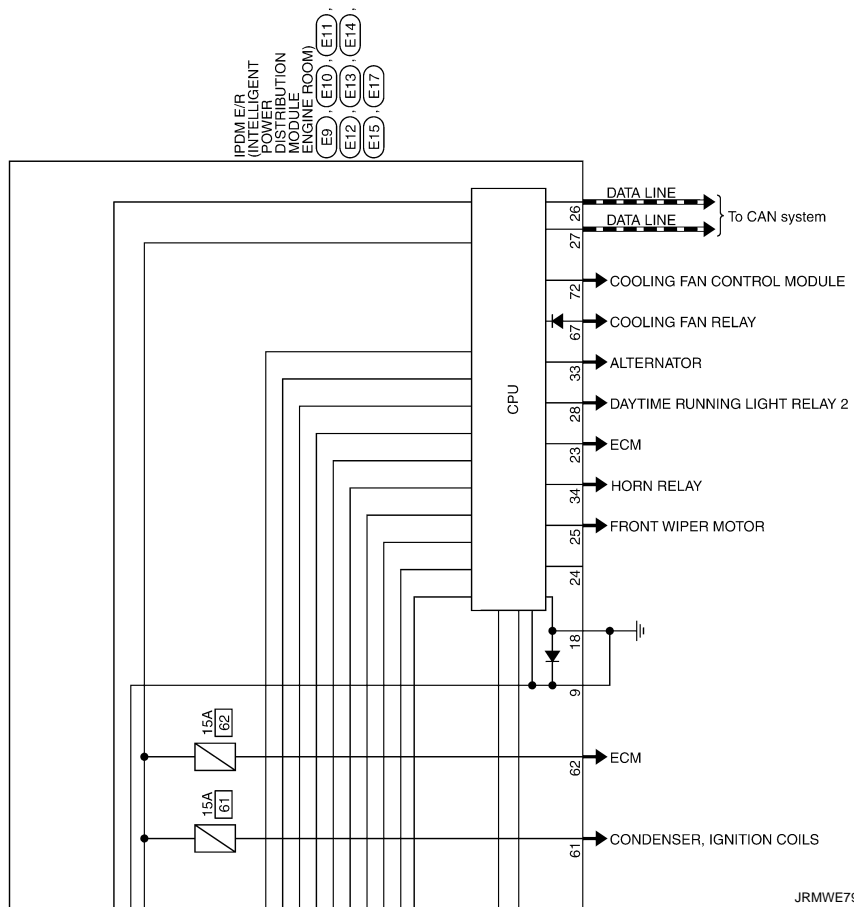 IPDM E/R
(INTELLIGENT
POWER
DISTRIBUTION
MODULE
ENGINE ROOM)
E9 , E10 , E11 ,
E12 , E13 , E14 ,
E15 , E17
DATA LINE
26
DATA LINE
27
To CAN system
72
COOLING FAN CONTROL MODULE
67
COOLING FAN RELAY
33
ALTERNATOR
CPU
28
DAYTIME RUNNING LIGHT RELAY 2
23
ECM
34
HORN RELAY
25
FRONT WIPER MOTOR
24
18
9
15A
62
62
ECM
15A
61
61
CONDENSER, IGNITION COILS
JRMWE79